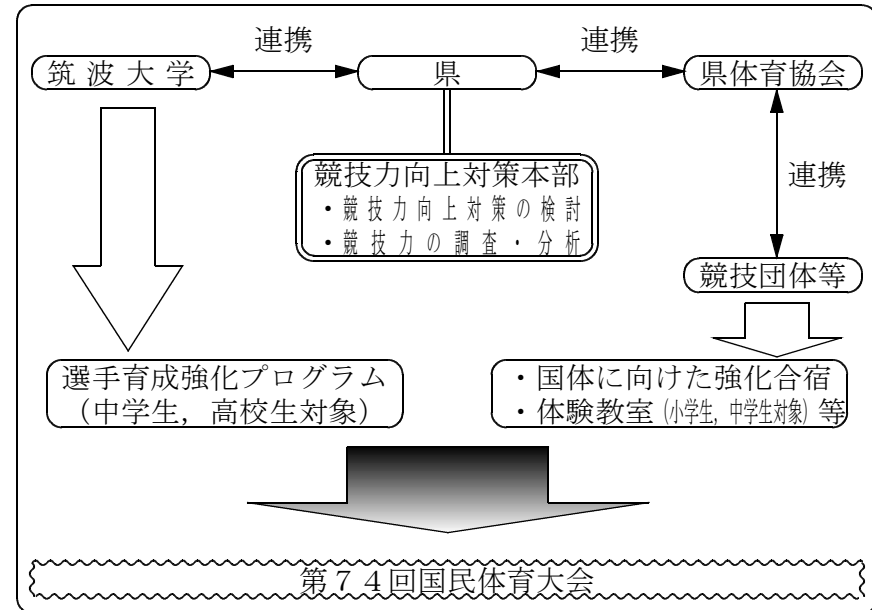 連携
連携
筑波大学
県
県体育協会
競技力向上対策本部
・競技力向上対策の検討
・競技力の調査・分析
連携
競技団体等
選手育成強化プログラム
（中学生，高校生対象）
・国体に向けた強化合宿
・体験教室（小学生，中学生対象）等
第７４回国民体育大会